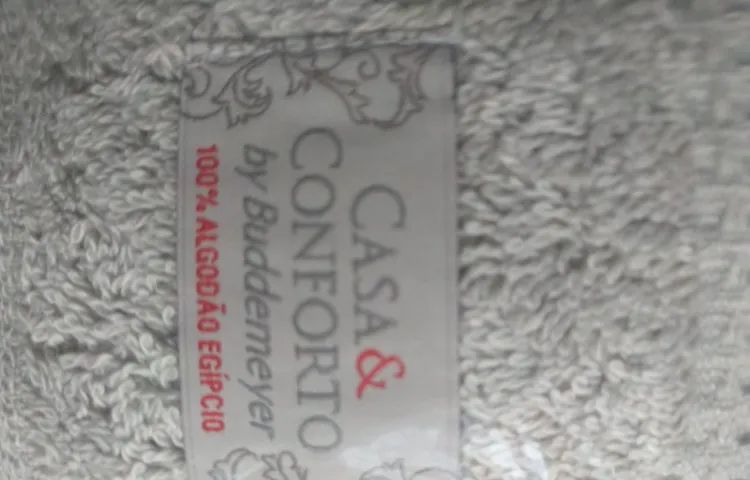 CASA&
CONFORTO
by Buddemeyer
100% ALGODÃO EGÍPCIO